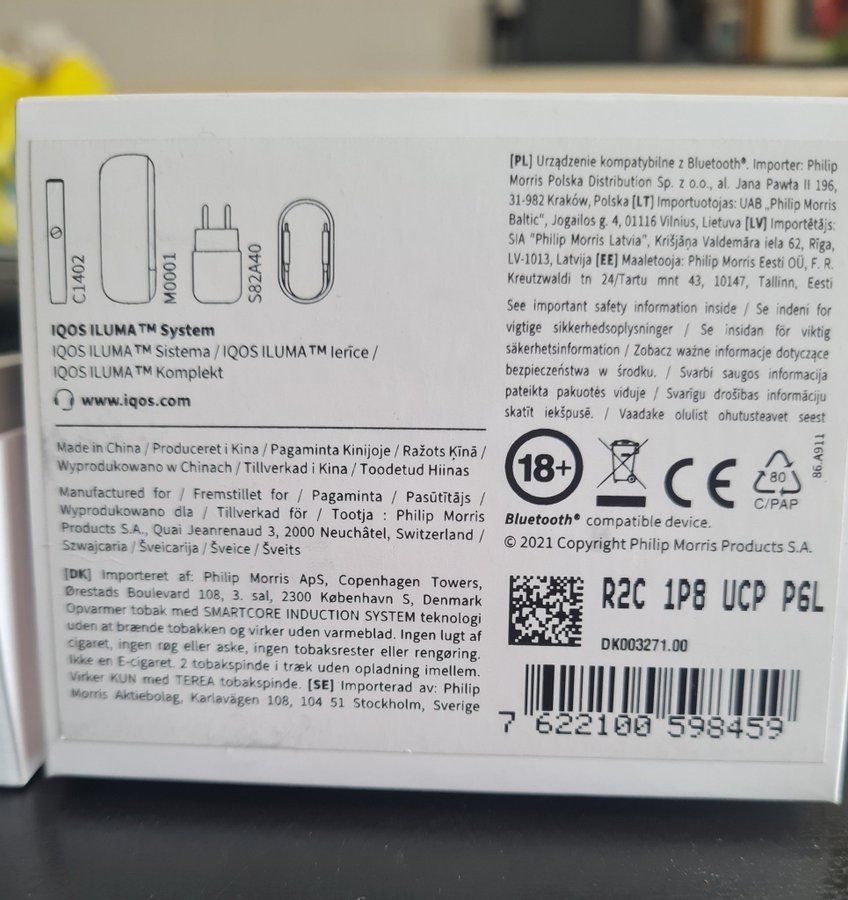 C1402
M0001
S82A40
IQOS ILUMA™ System
IQOS ILUMA™ Sistema / IQOS ILUMA™ Ierīce /
IQOS ILUMA™ Komplekt
www.iqos.com
Made in China / Produceret i Kina / Pagaminta Kinijoje / Ražots Ķīnā /
Wyprodukowano w Chinach / Tillverkad i Kina / Toodetud Hiinas
Manufactured for / Fremstillet for / Pagaminta / Pasūtītājs /
Wyprodukowano dla / Tillverkad för / Tootja : Philip Morris
Products S.A., Quai Jeanrenaud 3, 2000 Neuchâtel, Switzerland /
Szwajcaria / Šveicarija / Šveice / Šveits
[DK] Importeret af: Philip Morris ApS, Copenhagen Towers,
Ørestads Boulevard 108, 3. sal, 2300 København S, Denmark
Opvarmer tobak med SMARTCORE INDUCTION SYSTEM teknologi
uden at brænde tobakken og virker uden varmeblad. Ingen lugt af
cigaret, ingen røg eller aske, ingen tobaksrester eller rengøring.
Ikke en E-cigaret. 2 tobakspinde i træk uden opladning imellem.
Virker KUN med TEREA tobakspinde. [SE] Importerad av: Philip
Morris Aktiebolag, Karlavägen 108, 104 51 Stockholm, Sverige
[PL] Urządzenie kompatybilne z Bluetooth®. Importer: Philip
Morris Polska Distribution Sp. z o.o., al. Jana Pawła II 196,
31-982 Kraków, Polska [LT] Importuotojas: UAB „Philip Morris
Baltic“, Jogailos g. 4, 01116 Vilnius, Lietuva [LV] Importētājs:
SIA "Philip Morris Latvia", Krišjāņa Valdemāra iela 62, Rīga,
LV-1013, Latvija [EE] Maaletooja: Philip Morris Eesti OÜ, F. R.
Kreutzwaldi tn 24/Tartu mnt 43, 10147, Tallinn, Eesti
See important safety information inside / Se indeni for
vigtige sikkerhedsoplysninger / Se insidan för viktig
säkerhetsinformation / Zobacz ważne informacje dotyczące
bezpieczeństwa w środku. / Svarbi saugos informacija
pateikta pakuotės viduje / Svarīgu drošības informāciju
skatīt iekšpusē. / Vaadake olulist ohutusteavet seest
18+
CE
80
C/PAP
86.A911
Bluetooth® compatible device.
© 2021 Copyright Philip Morris Products S.A.
R2C 1P8 UCP P6L
DK003271.00
7 622100 598459